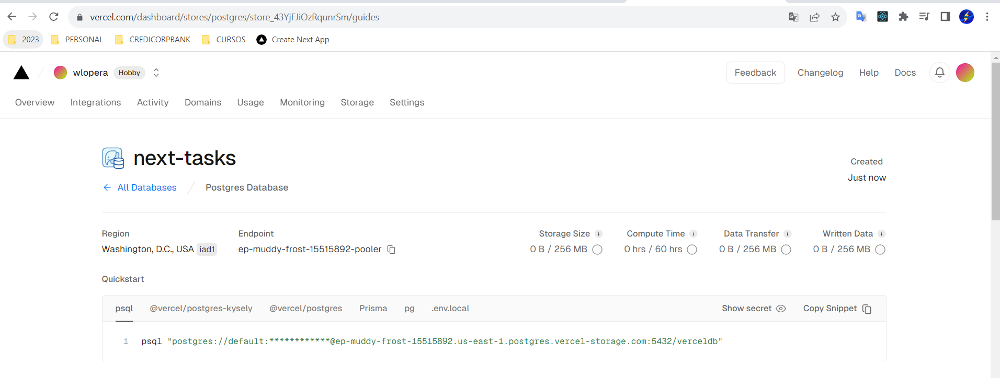 vercel.com/dashboard/stores/postgres/store_43YjFJiOzRqunrSm/guides
2023 PERSONAL CREDICORPBANK CURSOS Create Next App
wlopera Hobby Feedback Changelog Help Docs
Overview Integrations Activity Domains Usage Monitoring Storage Settings
next-tasks
Created
Just now
← All Databases / Postgres Database
Region Endpoint Storage Size Compute Time Data Transfer Written Data
Washington, D.C., USA iad1 ep-muddy-frost-15515892-pooler 0 B / 256 MB 0 hrs / 60 hrs 0 B / 256 MB 0 B / 256 MB
Quickstart
psql @vercel/postgres-kysely @vercel/postgres Prisma pg .env.local Show secret Copy Snippet
1 psql "postgres://default:************@ep-muddy-frost-15515892.us-east-1.postgres.vercel-storage.com:5432/verceldb"